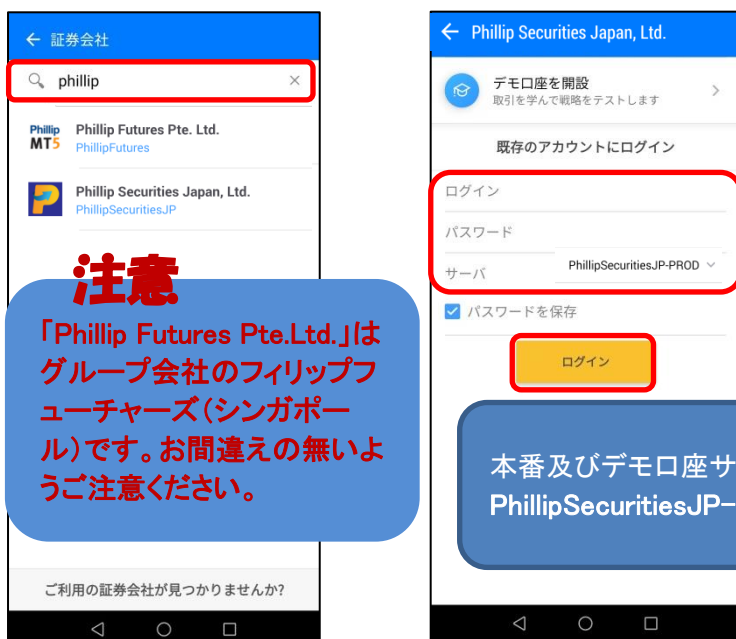 証券会社
phillip
Phillip MT5
Phillip Futures Pte. Ltd.
PhillipFutures
Phillip Securities Japan, Ltd.
PhillipSecuritiesJP
注意
「Phillip Futures Pte.Ltd.」は
グループ会社のフィリップフ
ューチャーズ(シンガポー
ル)です。お間違えの無いよ
うご注意ください。
ご利用の証券会社が見つかりませんか?
Phillip Securities Japan, Ltd.
デモ口座を開設
取引を学んで戦略をテストします
既存のアカウントにログイン
ログイン
パスワード
サーバ
PhillipSecuritiesJP-PROD
パスワードを保存
ログイン
本番及びデモ口座サ
PhillipSecuritiesJP-